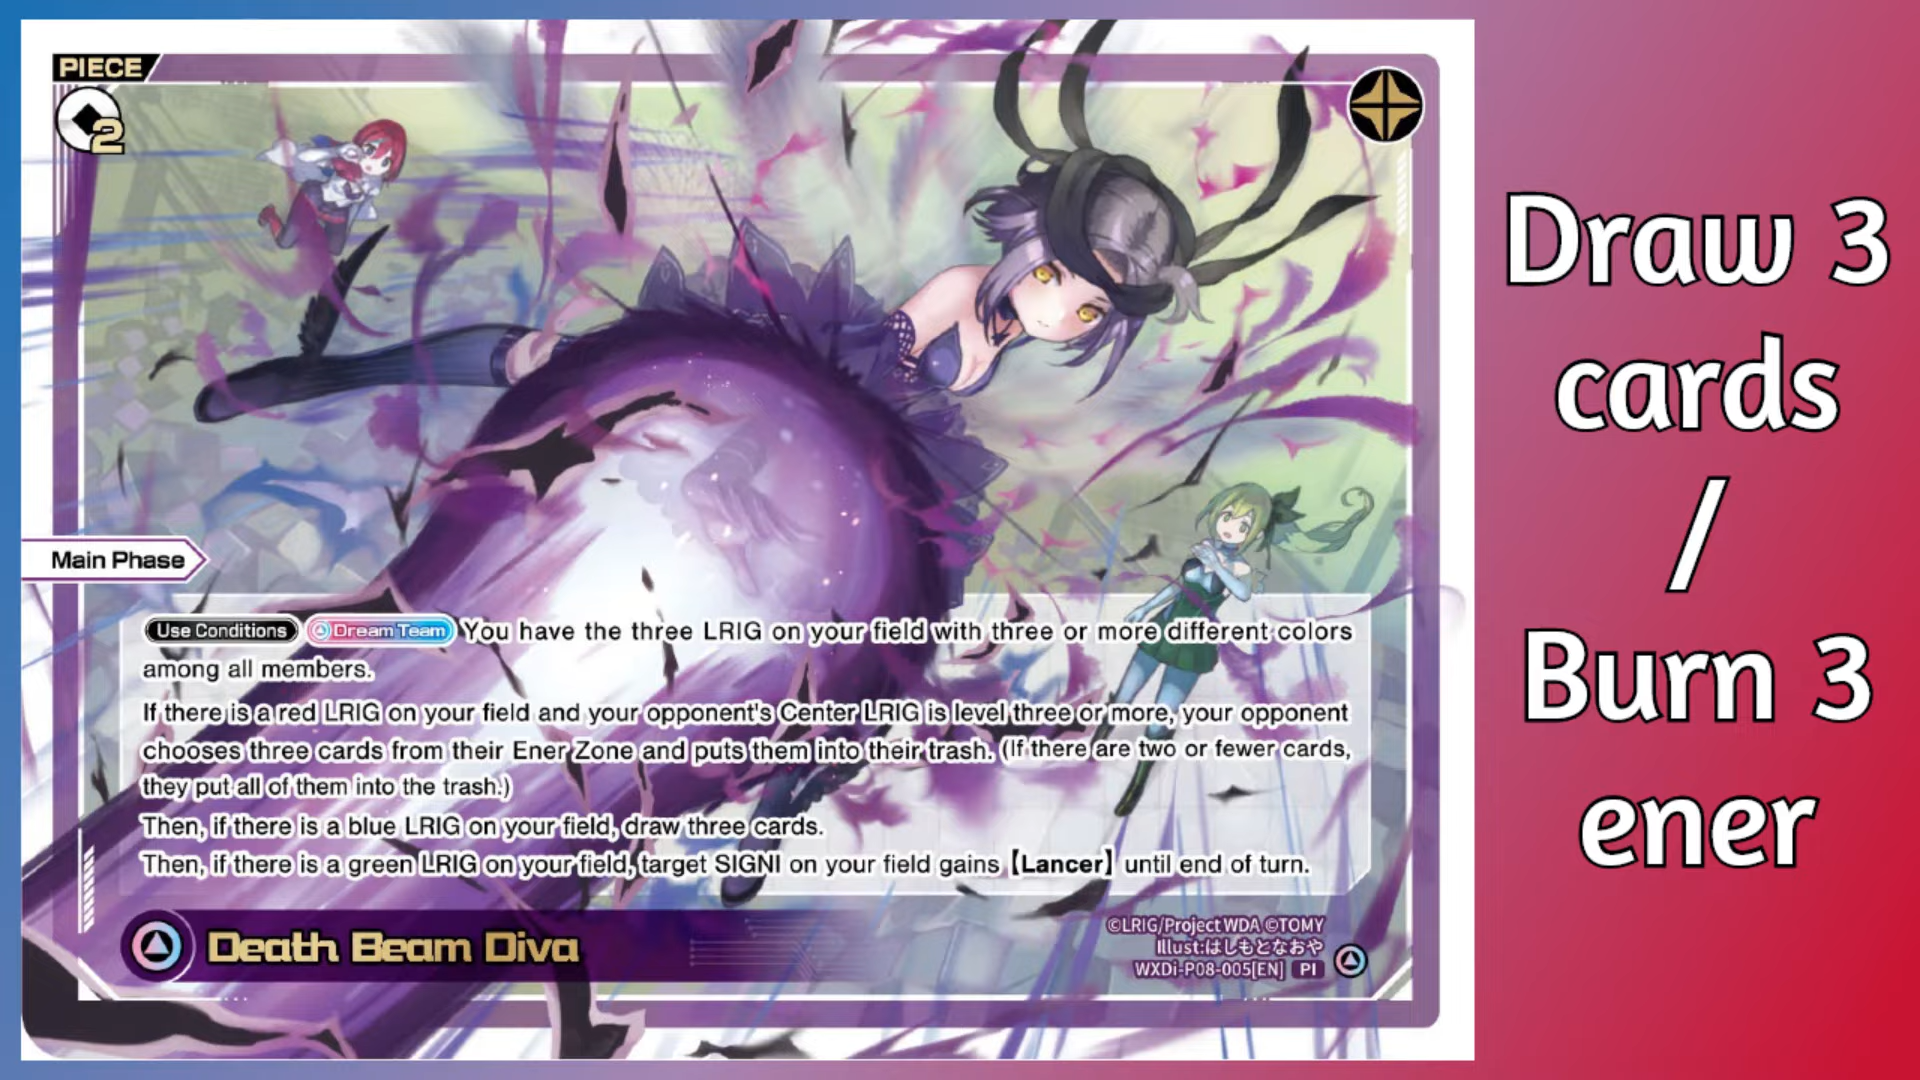 PIECE
2
Main Phase
Use Conditions Dream Team You have the three LRIG on your field with three or more different colors
among all members.
If there is a red LRIG on your field and your opponent's Center LRIG is level three or more, your opponent
chooses three cards from their Ener Zone and puts them into their trash. (If there are two or fewer cards,
they put all of them into the trash.)
Then, if there is a blue LRIG on your field, draw three cards.
Then, if there is a green LRIG on your field, target SIGNI on your field gains 【Lancer】 until end of turn.
Death Beam Diva
©LRIG/Project WDA ©TOMY
Illust:はしもとなおや
WXDi-P08-005[EN] PI
Draw 3
cards
/
Burn 3
ener